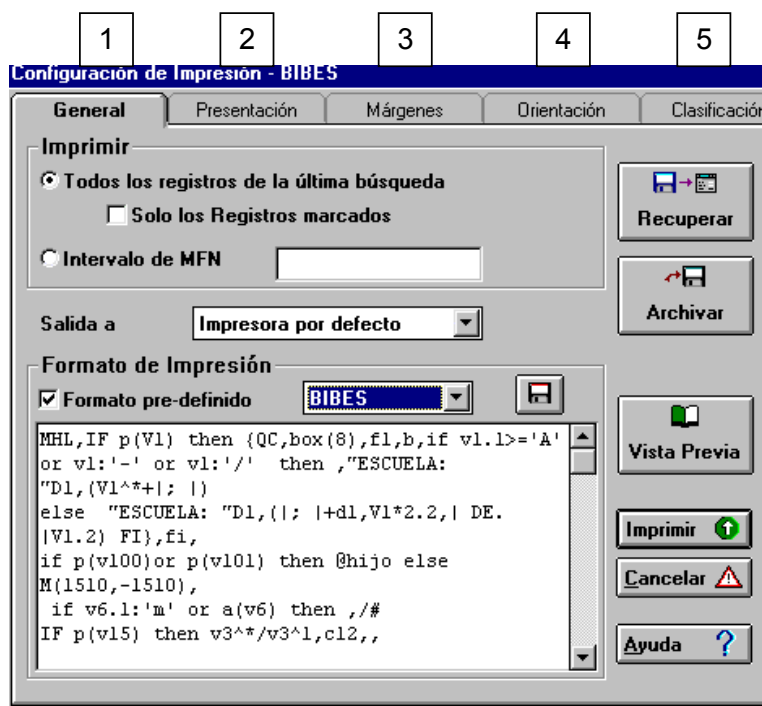 1 2 3 4 5
Configuración de Impresión - BIBES
General Presentación Márgenes Orientación Clasificación
Imprimir
Todos los registros de la última búsqueda
Solo los Registros marcados
Intervalo de MFN
Recuperar
Archivar
Salida a Impresora por defecto
Formato de Impresión
Formato pre-definido BIBES
MHL,IF p(V1) then {QC,box(8),f1,b,if v1.1>='A'
or v1:'-' or v1:'/'  then ,"ESCUELA:
"D1,(V1^*+|; |)
else  "ESCUELA: "D1,(|; |+d1,V1*2.2,| DE.
|V1.2) FI},fi,
if p(v100)or p(v101) then @hijo else
M(1510,-1510),
if v6.1:'m' or a(v6) then ,/#
IF p(v15) then v3^*/v3^1,cl2,,
Vista Previa
Imprimir
Cancelar
Ayuda ?